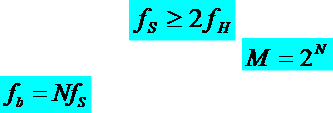 f_S ≥ 2f_H
M = 2^N
f_b = Nf_S